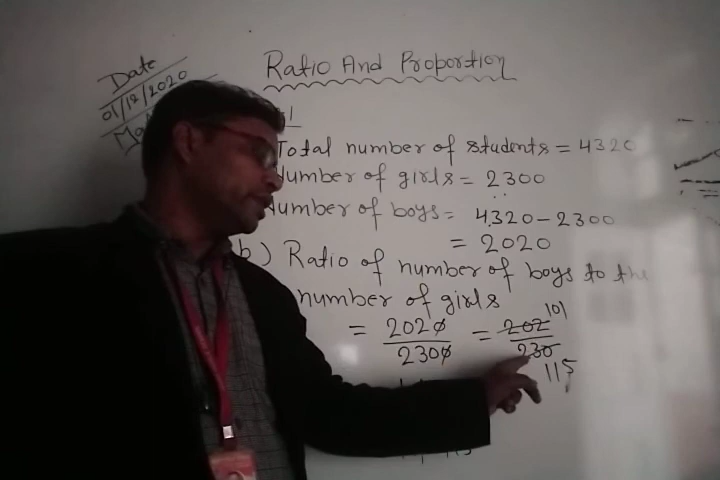 Ratio And Proportion
Date
01/12/2020
1
Total number of students = 4320
Number of girls = 2300
Number of boys = 4320 - 2300
= 2020
b) Ratio of number of boys to the
number of girls
= 2020/2300 = 202/230 101/115